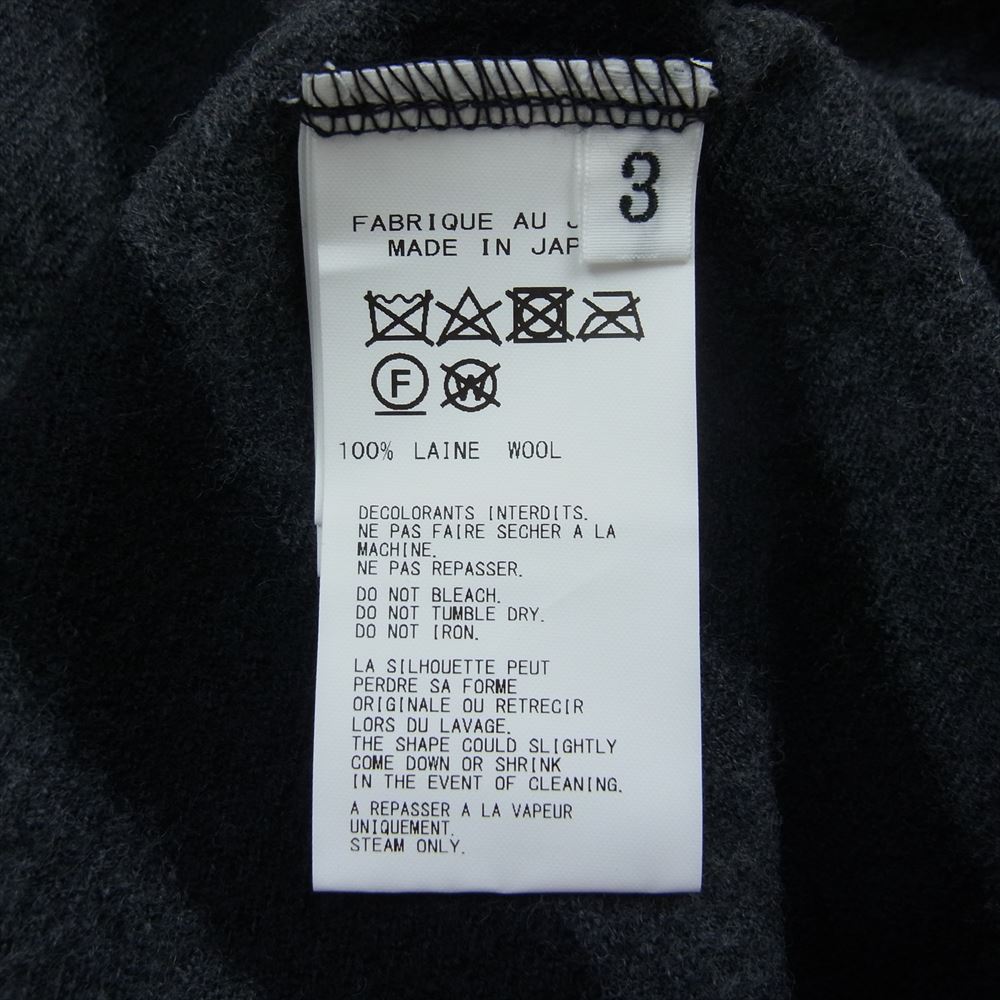 3
FABRIQUE AU J
MADE IN JAP
F
W
100% LAINE WOOL
DECOLORANTS INTERDITS.
NE PAS FAIRE SECHER A LA
MACHINE.
NE PAS REPASSER.
DO NOT BLEACH.
DO NOT TUMBLE DRY.
DO NOT IRON.
LA SILHOUETTE PEUT
PERDRE SA FORME
ORIGINALE OU RETRECIR
LORS DU LAVAGE.
THE SHAPE COULD SLIGHTLY
COME DOWN OR SHRINK
IN THE EVENT OF CLEANING.
A REPASSER A LA VAPEUR
UNIQUEMENT.
STEAM ONLY.